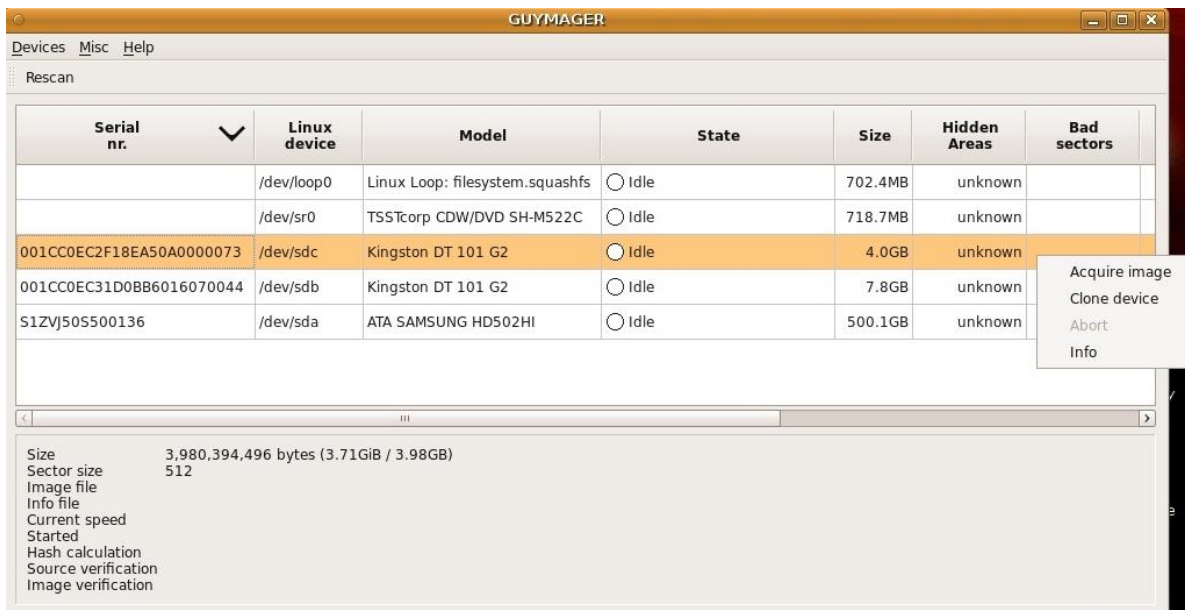 GUYMAGER
Devices Misc Help
Rescan
Serial nr. Linux device Model State Size Hidden Areas Bad sectors
/dev/loop0 Linux Loop: filesystem.squashfs Idle 702.4MB unknown
/dev/sr0 TSSTcorp CDW/DVD SH-M522C Idle 718.7MB unknown
001CC0EC2F18EA50A0000073 /dev/sdc Kingston DT 101 G2 Idle 4.0GB unknown
001CC0EC31D0BB6016070044 /dev/sdb Kingston DT 101 G2 Idle 7.8GB unknown
S1ZVJ50S500136 /dev/sda ATA SAMSUNG HD502HI Idle 500.1GB unknown
Acquire image
Clone device
Abort
Info
Size 3,980,394,496 bytes (3.71GiB / 3.98GB)
Sector size 512
Image file
Info file
Current speed
Started
Hash calculation
Source verification
Image verification